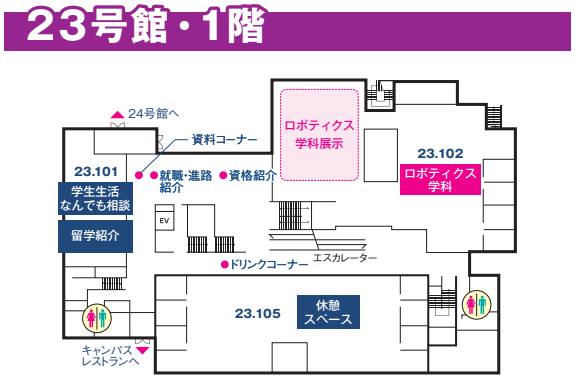 23号館・1階
24号館へ
資料コーナー
ロボティクス
学科展示
23.101
就職・進路
紹介
資格紹介
23.102
ロボティクス
学科
学生生活
なんでも相談
留学紹介
EV
エスカレーター
ドリンクコーナー
23.105
休憩
スペース
キャンパス
レストランへ